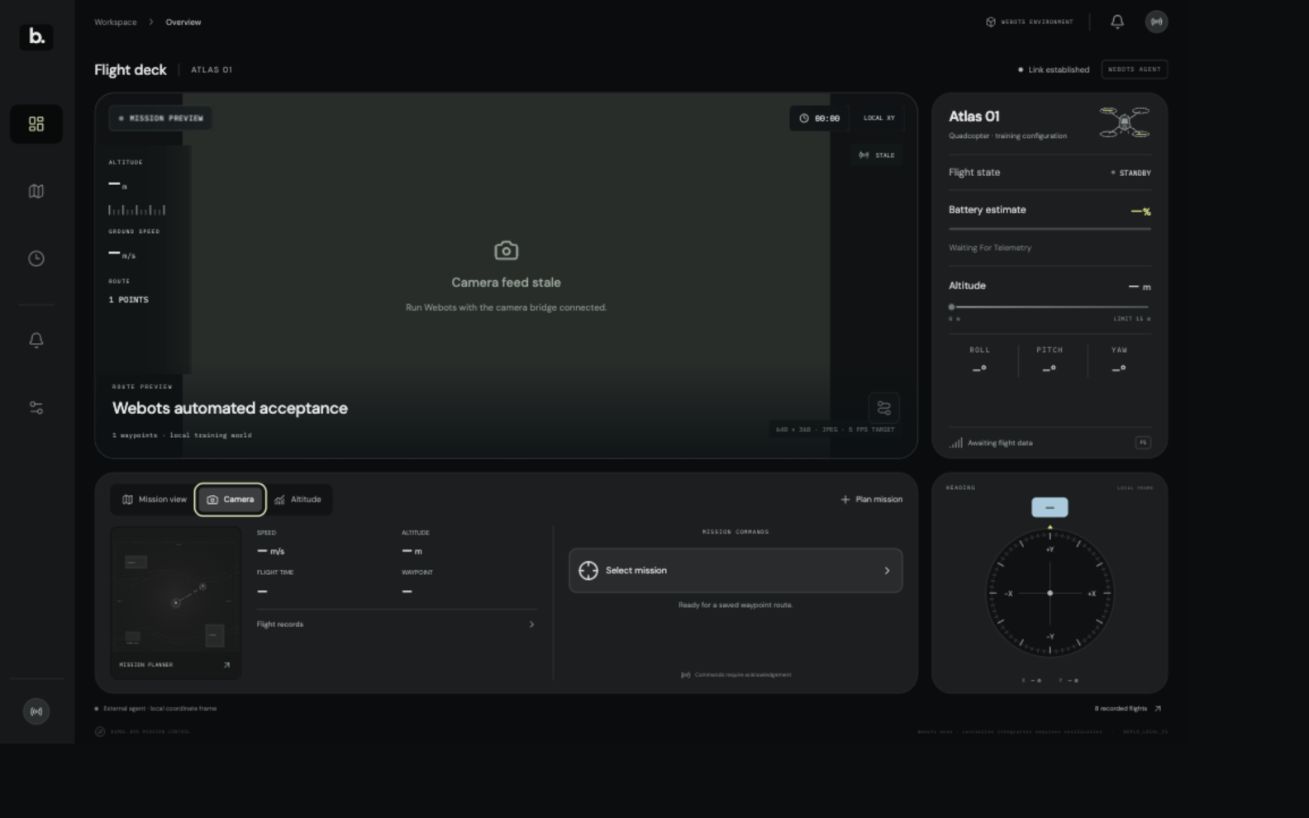 b.
Workspace > Overview
WEBOTS ENVIRONMENT
Flight deck
ATLAS 01
Link established
WEBOTS AGENT
MISSION PREVIEW
00:00
LOCAL XY
STALE
ALTITUDE
— m
GROUND SPEED
— m/s
ROUTE
1 POINTS
Camera feed stale
Run Webots with the camera bridge connected.
ROUTE PREVIEW
Webots automated acceptance
1 waypoints · local training world
640 × 360 · JPEG · 5 FPS TARGET
Atlas 01
Quadcopter · training configuration
Flight state
STANDBY
Battery estimate
—%
Waiting For Telemetry
Altitude
— m
0 m
LIMIT 15 m
ROLL
PITCH
YAW
—°
—°
—°
Awaiting flight data
Mission view
Camera
Altitude
Plan mission
MISSION PLANNER
SPEED
— m/s
ALTITUDE
— m
FLIGHT TIME
—
WAYPOINT
—
Flight records
MISSION COMMANDS
Select mission
Ready for a saved waypoint route.
Commands require acknowledgement
HEADING
LOCAL FRAME
—
+Y
-X
+X
-Y
External agent · local coordinate frame
8 recorded flights